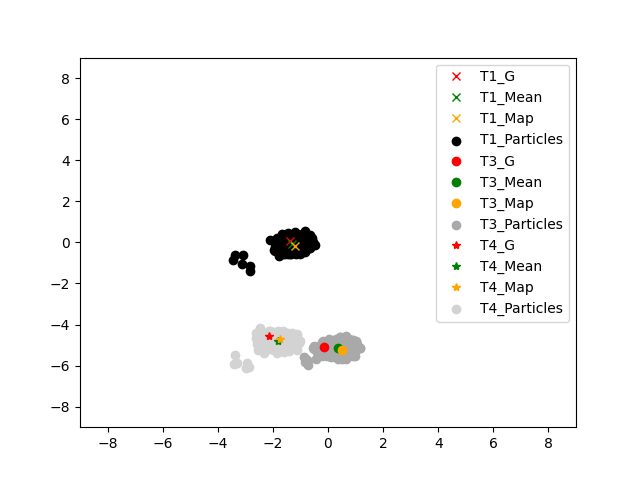 8
6
4
2
0
−2
−4
−6
−8
−8 −6 −4 −2 0 2 4 6 8
T1_G
T1_Mean
T1_Map
T1_Particles
T3_G
T3_Mean
T3_Map
T3_Particles
T4_G
T4_Mean
T4_Map
T4_Particles